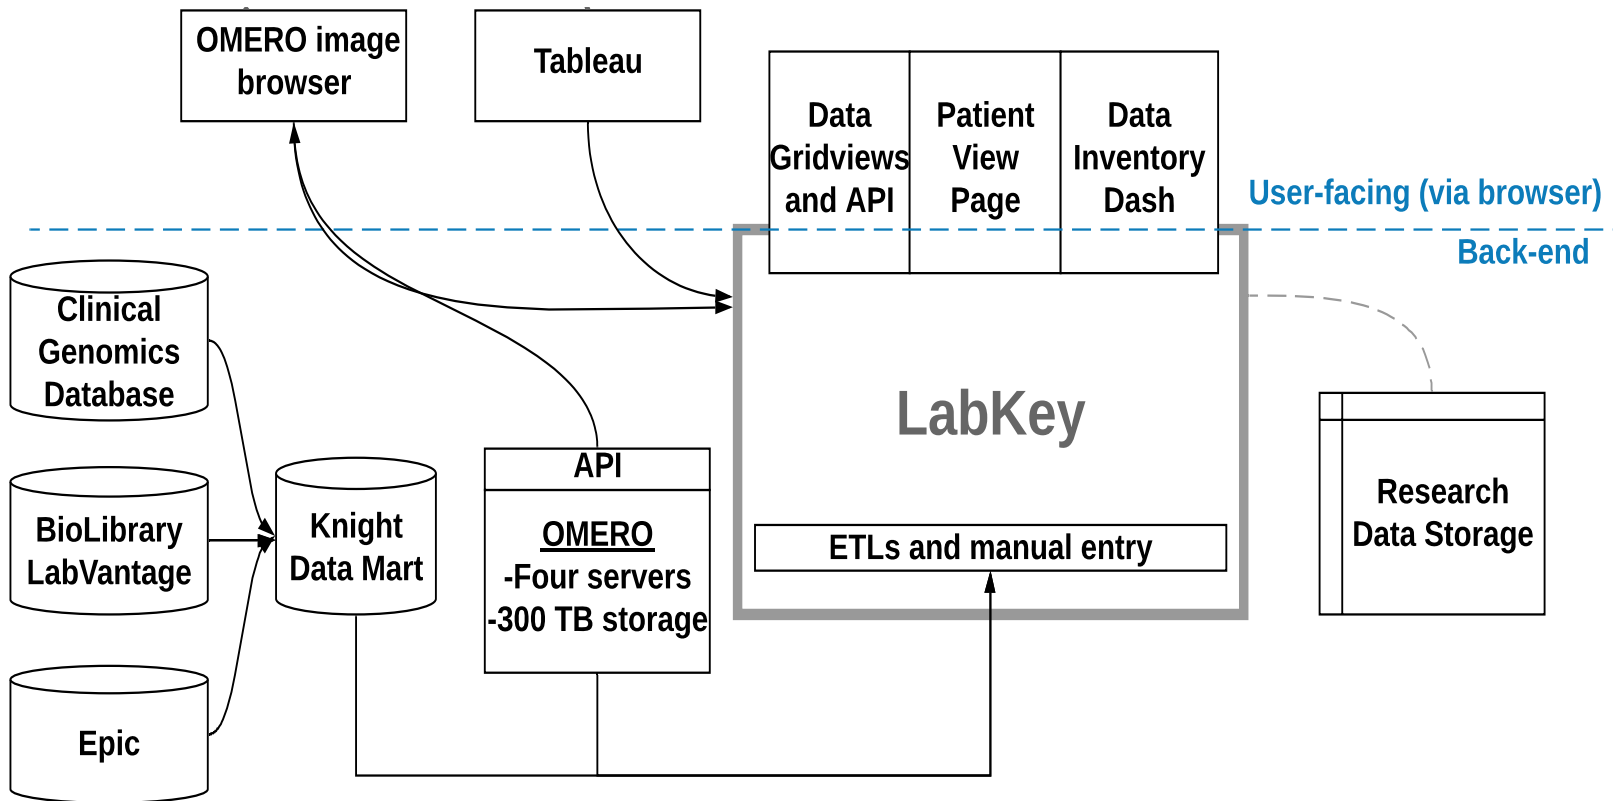 OMERO image
browser
Tableau
Data
Gridviews
and API
Patient
View
Page
Data
Inventory
Dash
User-facing (via browser)
Back-end
Clinical
Genomics
Database
BioLibrary
LabVantage
Epic
Knight
Data Mart
API
OMERO
-Four servers
-300 TB storage
LabKey
ETLs and manual entry
Research
Data Storage